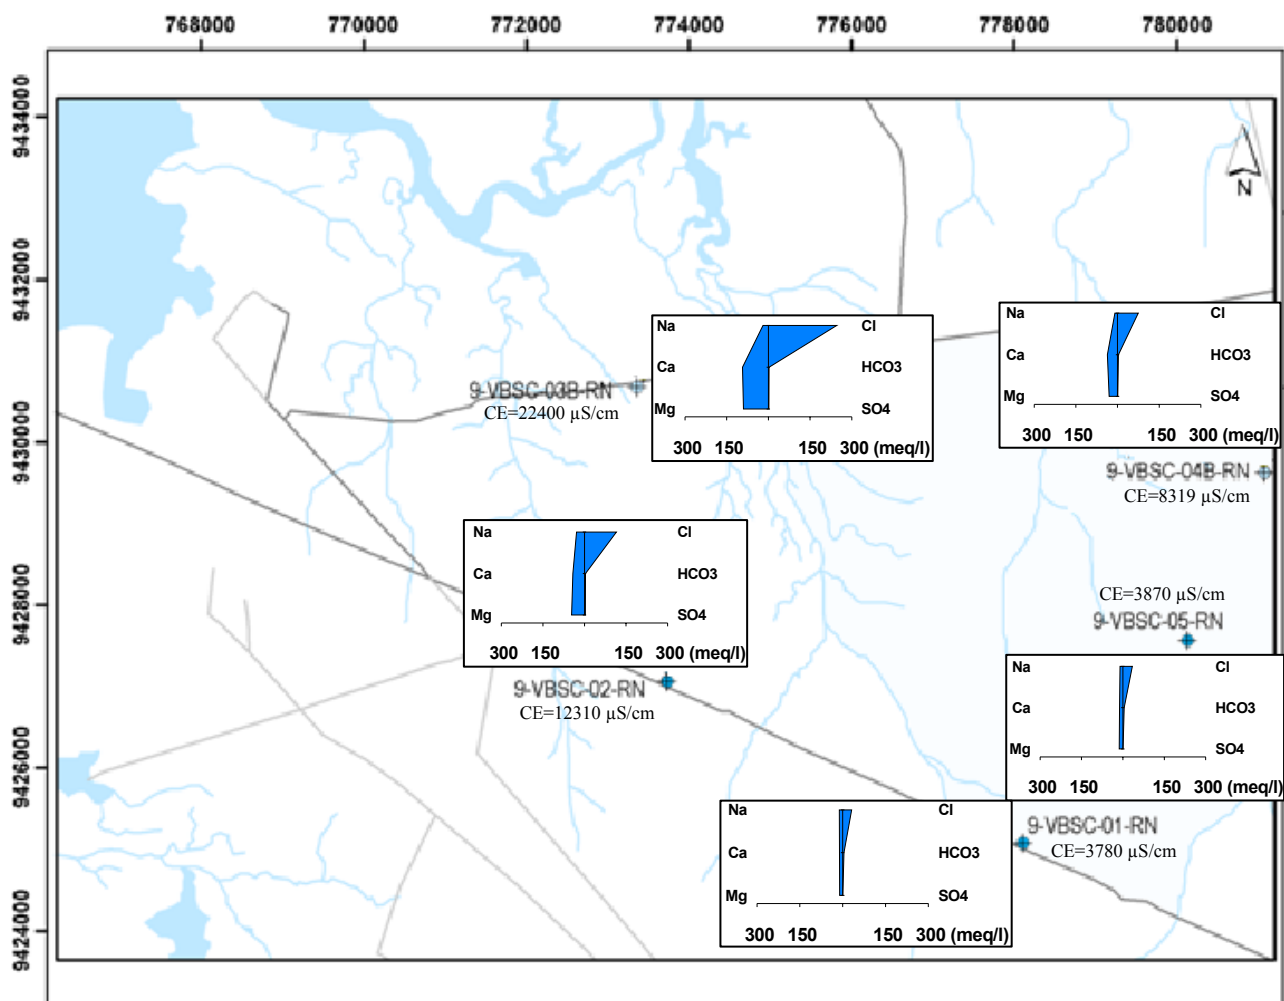 768000 770000 772000 774000 776000 778000 780000
9434000
9432000
9430000
9428000
9426000
9424000
N
Na Cl
Ca HCO3
Mg SO4
300 150 150 300 (meq/l)
9-VBSC-03B-RN
CE=22400 µS/cm
Na Cl
Ca HCO3
Mg SO4
300 150 150 300 (meq/l)
9-VBSC-04B-RN
CE=8319 µS/cm
Na Cl
Ca HCO3
Mg SO4
300 150 150 300 (meq/l)
9-VBSC-02-RN
CE=12310 µS/cm
CE=3870 µS/cm
9-VBSC-05-RN
Na Cl
Ca HCO3
Mg SO4
300 150 150 300 (meq/l)
Na Cl
Ca HCO3
Mg SO4
300 150 150 300 (meq/l)
9-VBSC-01-RN
CE=3780 µS/cm